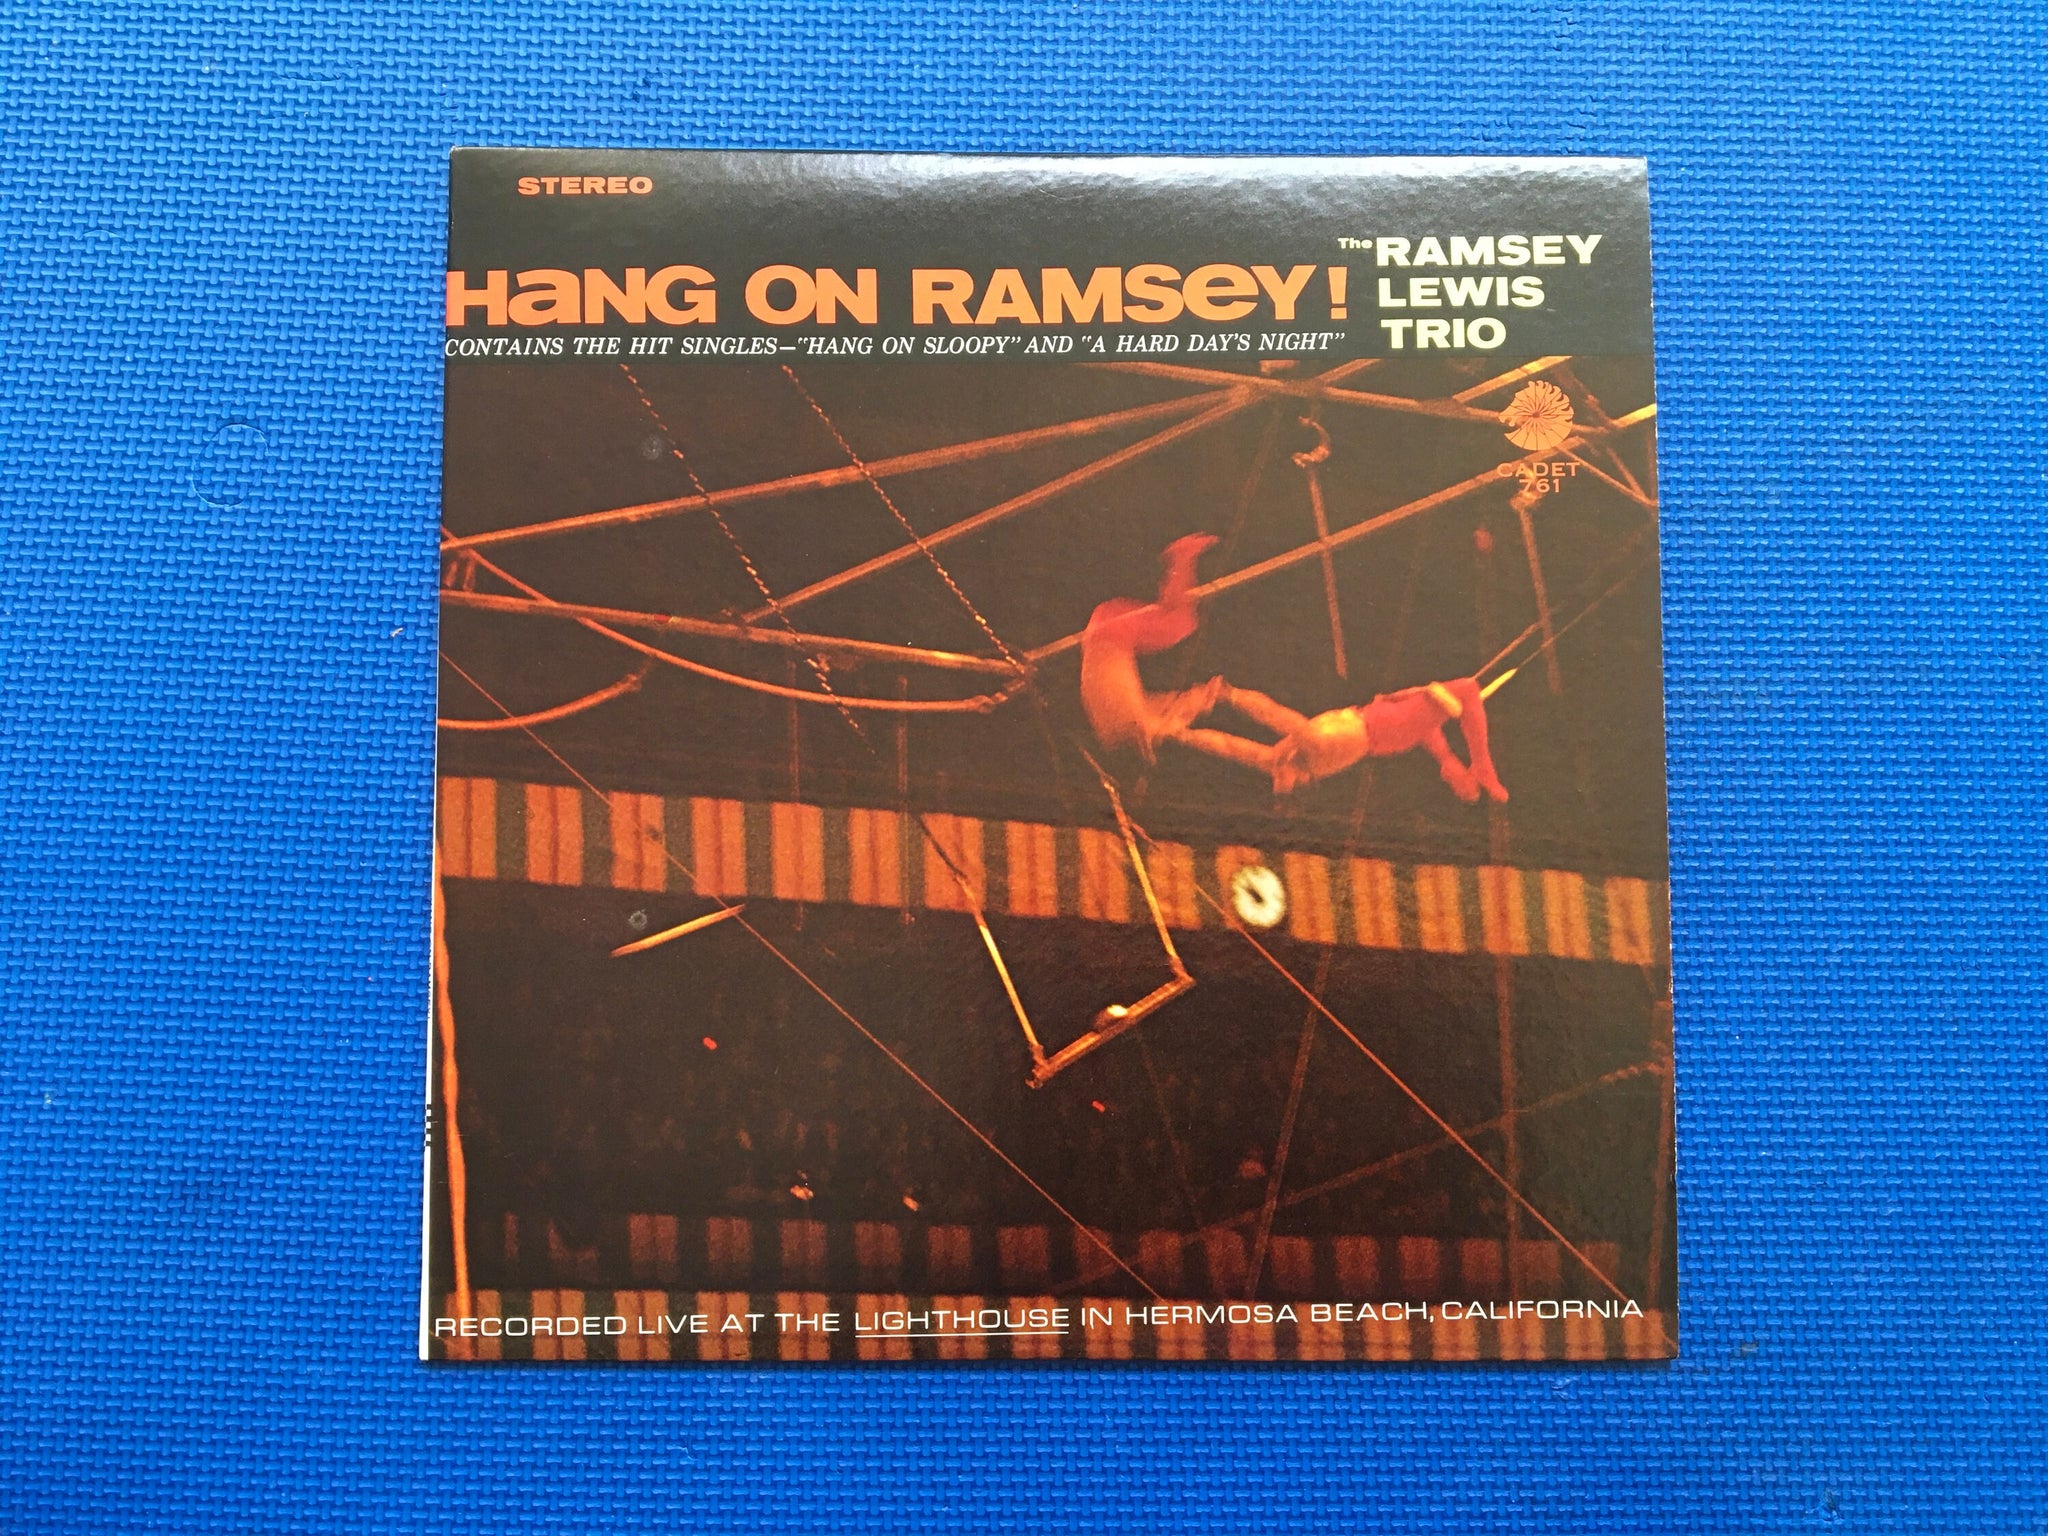 STEREO
HANG ON RAMSEY!
CONTAINS THE HIT SINGLES—"HANG ON SLOOPY" AND "A HARD DAY'S NIGHT"
The RAMSEY
LEWIS
TRIO
CADET
761
RECORDED LIVE AT THE LIGHTHOUSE IN HERMOSA BEACH, CALIFORNIA